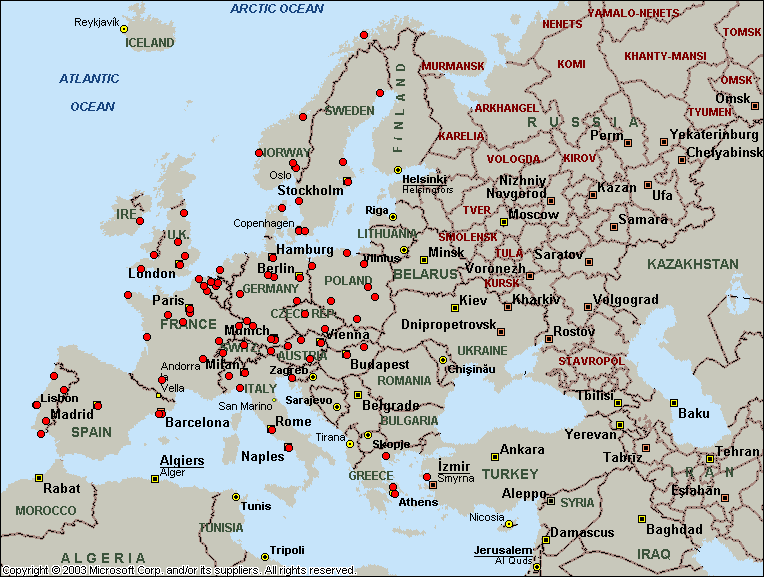 ARCTIC OCEAN
Reykjavík
ICELAND
NENETS
YAMALO-NENETS
TOMSK
KOMI
KHANTY-MANSI
MURMANSK
OMSK
ATLANTIC
OCEAN
FINLAND
SWEDEN
ARKHANGEL
TYUMEN
Omsk
RUSSIA
KARELIA
Perm
Yekaterinburg
NORWAY
VOLOGDA
KIROV
Chelyabinsk
Oslo
Helsinki
Helsingfors
Stockholm
Nizhniy
Novgorod
Kazan
Ufa
IRE
Riga
TVER
Moscow
Samara
Copenhagen
U.K.
LITHUANIA
SMOLENSK
Hamburg
Vilnius
Minsk
TULA
Saratov
London
Berlin
BELARUS
Voronezh
KAZAKHSTAN
GERMANY
POLAND
KURSK
Paris
Kiev
Kharkiv
Volgograd
FRANCE
CZECH REP
Munich
Vienna
Dnipropetrovsk
Rostov
SWITZ
AUSTRIA
UKRAINE
Andorra
la
Vella
Milan
Zagreb
Budapest
Chişinău
STAVROPOL
ROMANIA
ITALY
Lisbon
Madrid
San Marino
Sarajevo
Belgrade
Tbilisi
Baku
Barcelona
Rome
BULGARIA
Yerevan
SPAIN
Tirana
Skopje
Naples
Ankara
Tabriz
Tehran
Alqiers
Alger
GREECE
İzmir
Smyrna
TURKEY
IRAN
Rabat
Athens
Aleppo
Esfahan
MOROCCO
Tunis
SYRIA
TUNISIA
Nicosia
Damascus
Baghdad
ALGERIA
Tripoli
Jerusalem
Al Quds
IRAQ
Copyright © 2003 Microsoft Corp. and/or its suppliers. All rights reserved.